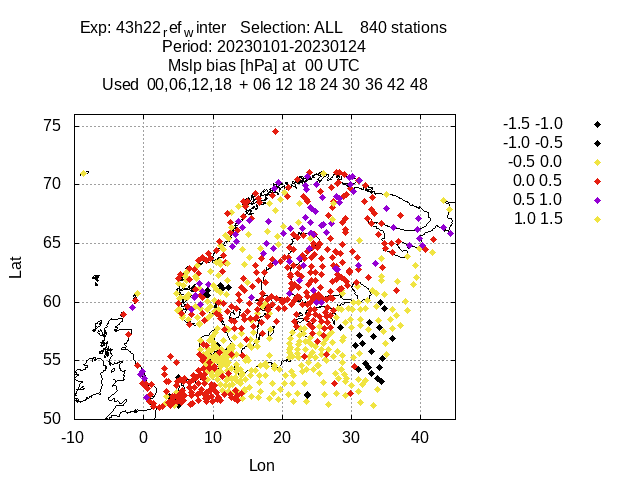 Exp: 43h22refwinter Selection: ALL 840 stations
Period: 20230101-20230124
Mslp bias [hPa] at 00 UTC
Used 00,06,12,18 + 06 12 18 24 30 36 42 48
75
70
65
60
55
50
Lat
-10 0 10 20 30 40
Lon
-1.5 -1.0
-1.0 -0.5
-0.5 0.0
0.0 0.5
0.5 1.0
1.0 1.5